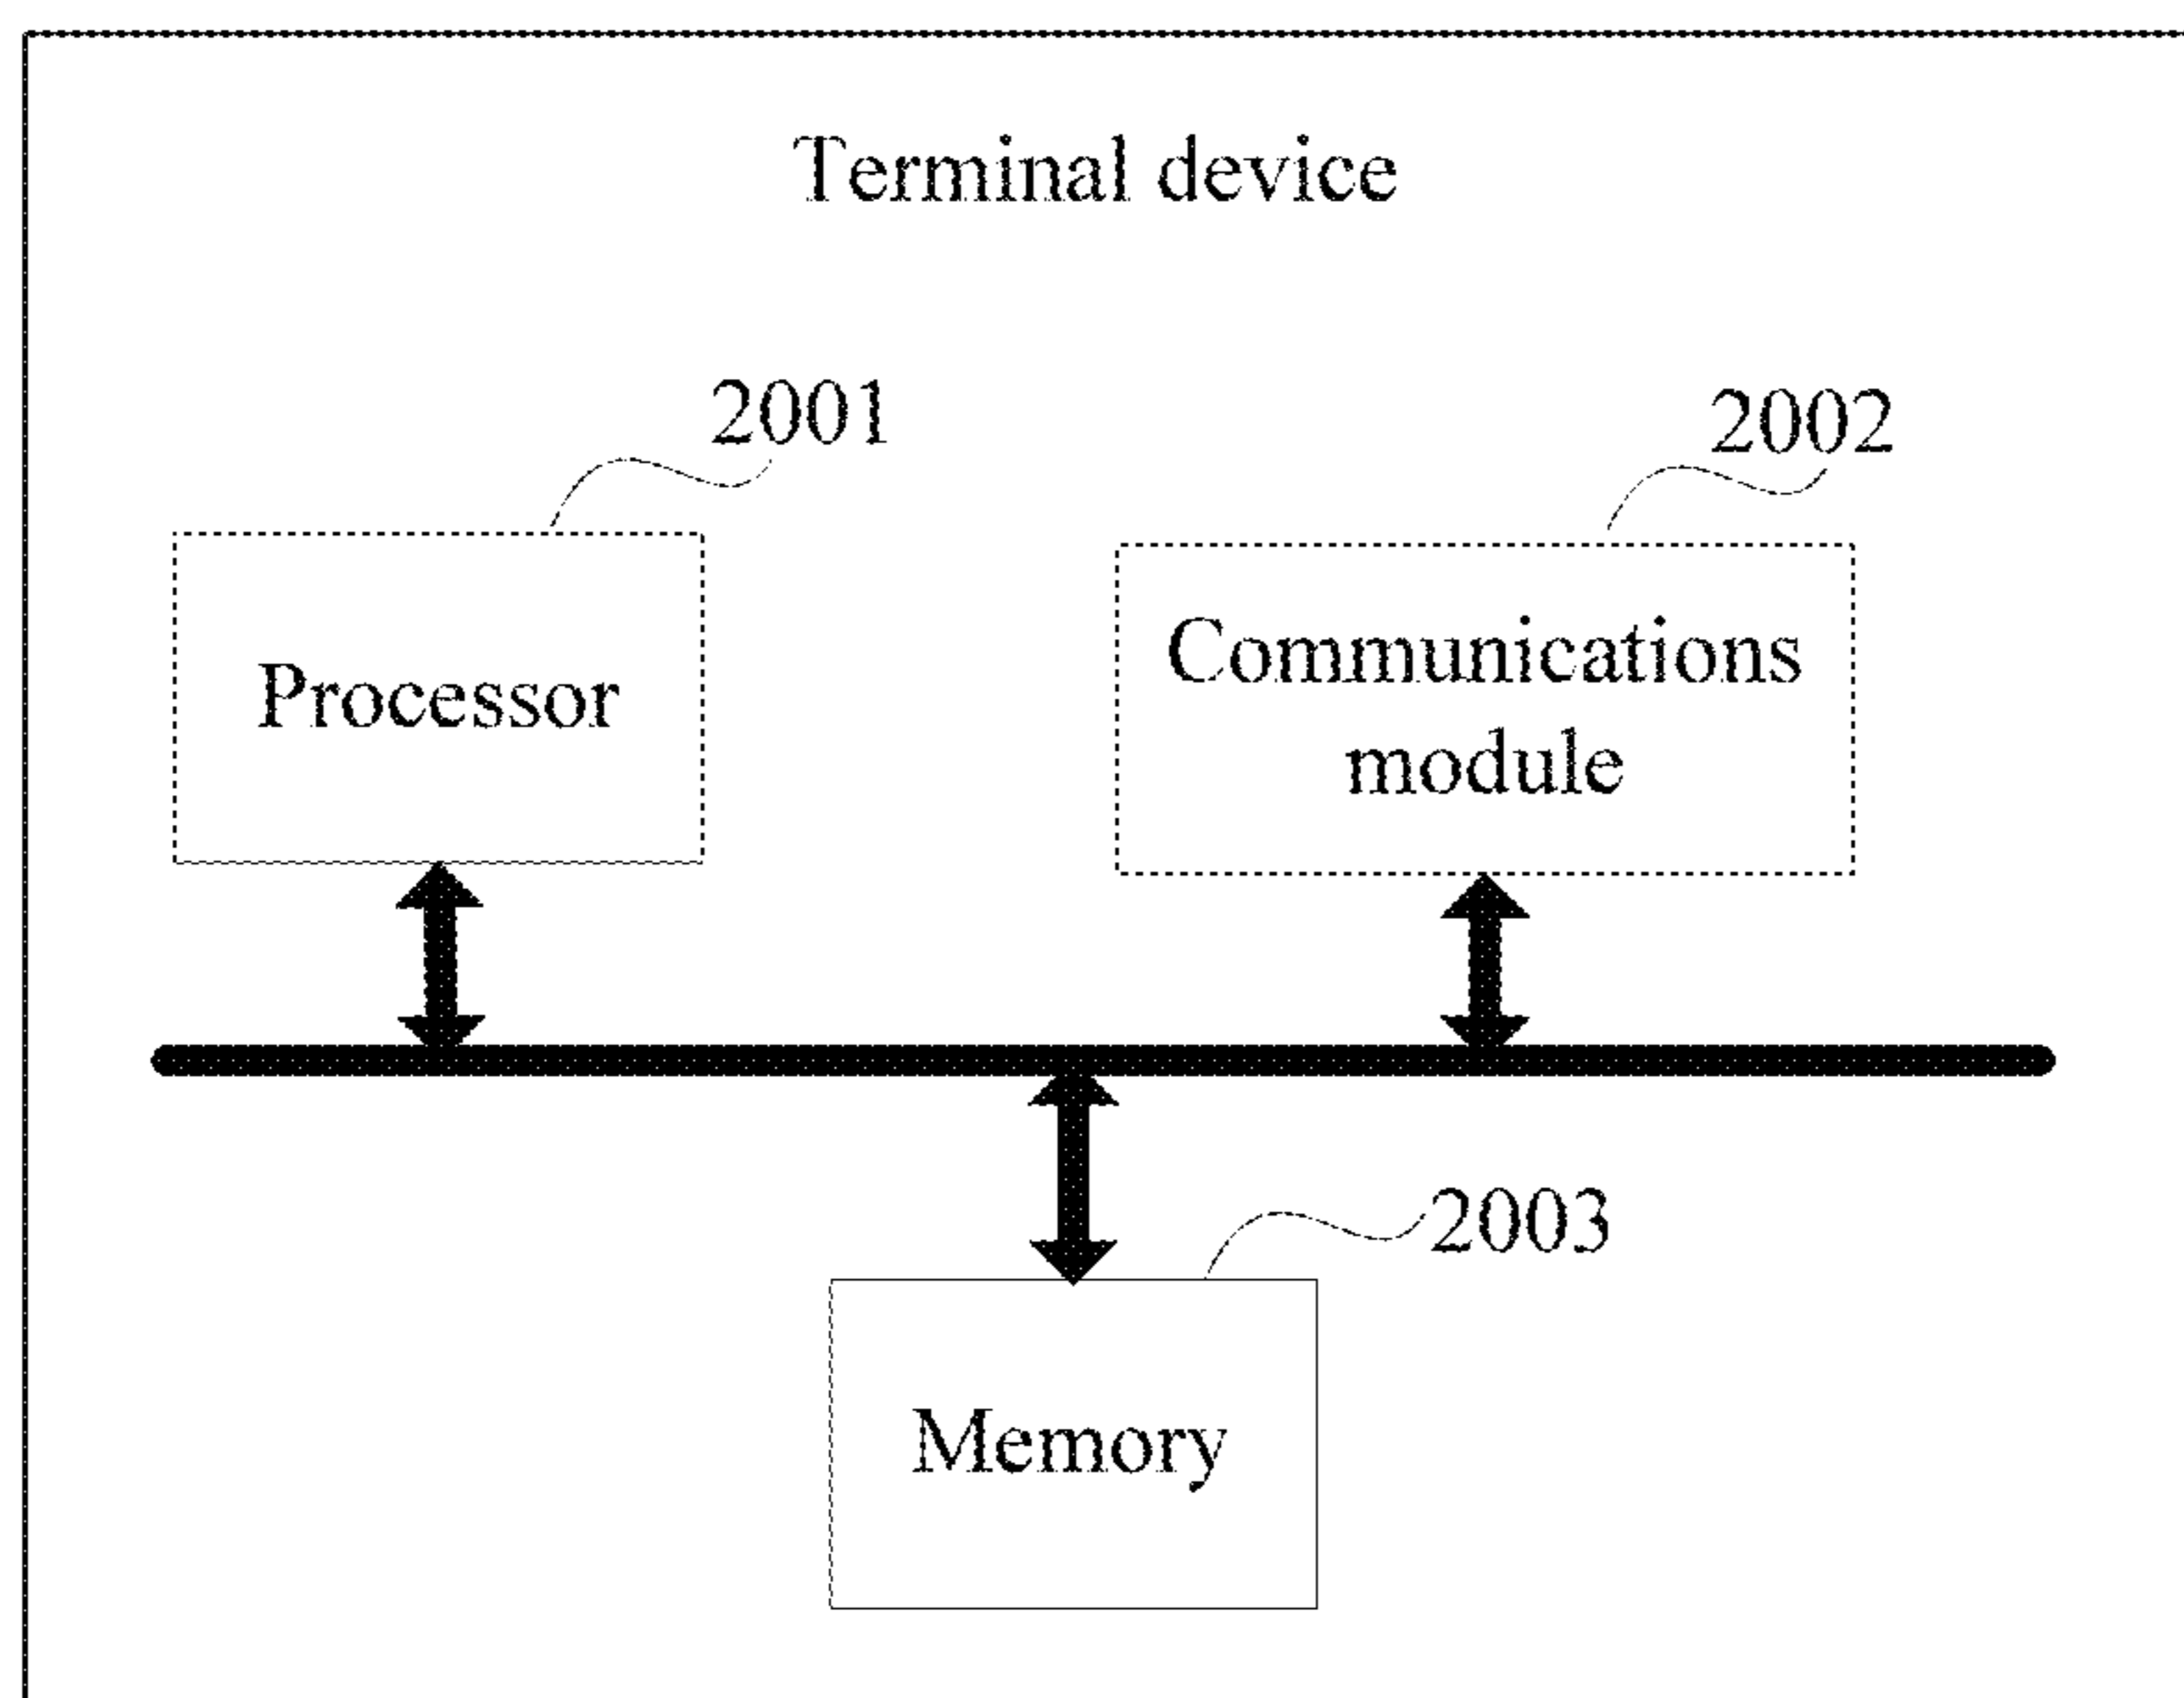 Terminal device
2001
2002
Processor
Communications
module
2003
Memory